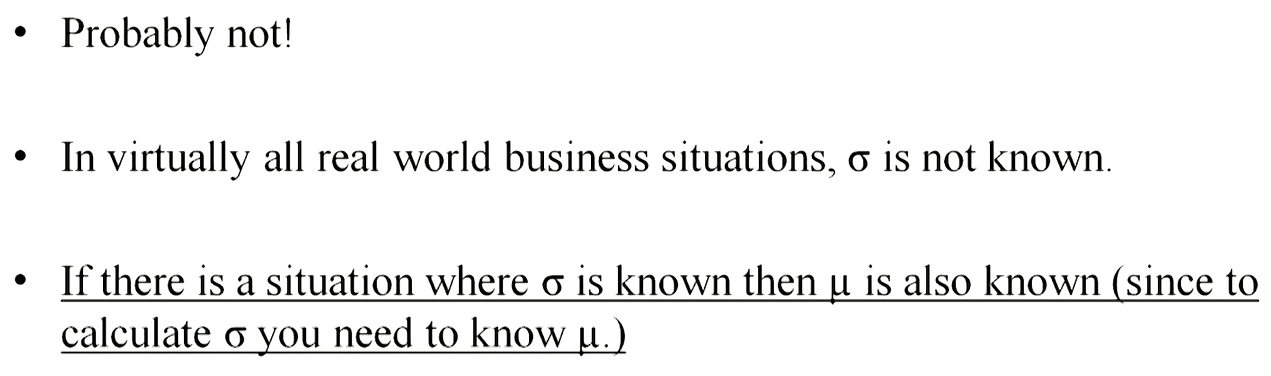 • Probably not!
• In virtually all real world business situations, σ is not known.
• If there is a situation where σ is known then μ is also known (since to
calculate σ you need to know μ.)